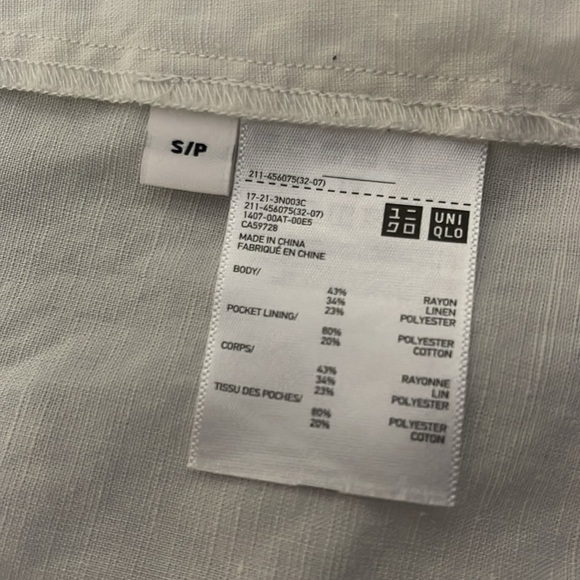 S/P
211-456075(32-07)
17-21-3N003C
211-456075(32-07)
1407-00AT-00E5
CA59728
ユニ
クロ
UNI
QLO
MADE IN CHINA
FABRIQUÉ EN CHINE
BODY/
43% RAYON
34% LINEN
23% POLYESTER
POCKET LINING/
80% POLYESTER
20% COTTON
CORPS/
43% RAYONNE
34% LIN
23% POLYESTER
TISSU DES POCHES/
80% POLYESTER
20% COTON